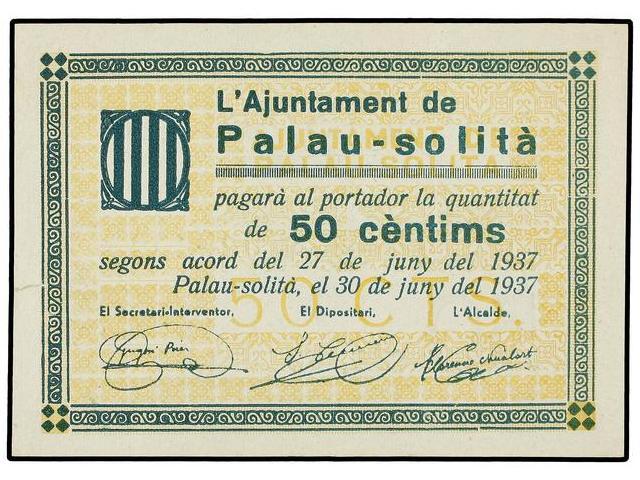 L'Ajuntament de
Palau-solità
pagarà al portador la quantitat
de 50 cèntims
segons acord del 27 de juny del 1937
Palau-solità, el 30 de juny del 1937
El Secretari-Interventor, El Dipositari, L'Alcalde,
50 CTS.